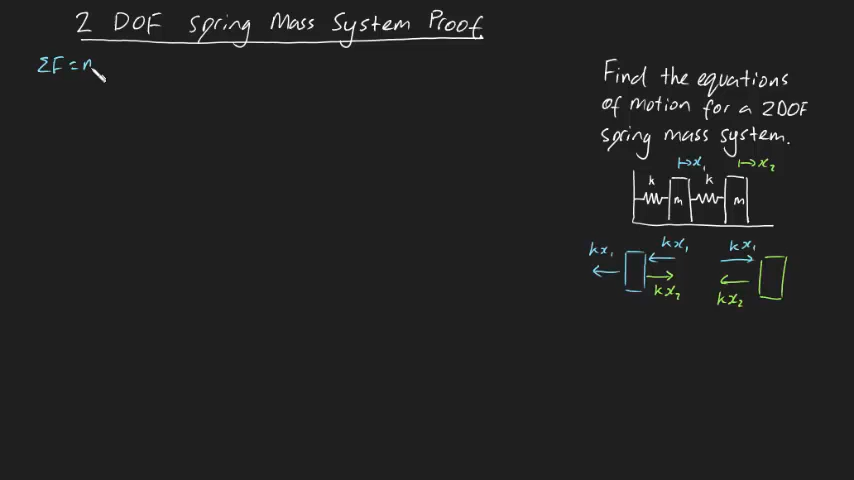 2 DOF Spring Mass System Proof
ΣF = m
Find the equations
of motion for a 2DOF
spring mass system.
x₁ x₂
k k
m m
kx₁ kx₁ kx₁
kx₂ kx₂